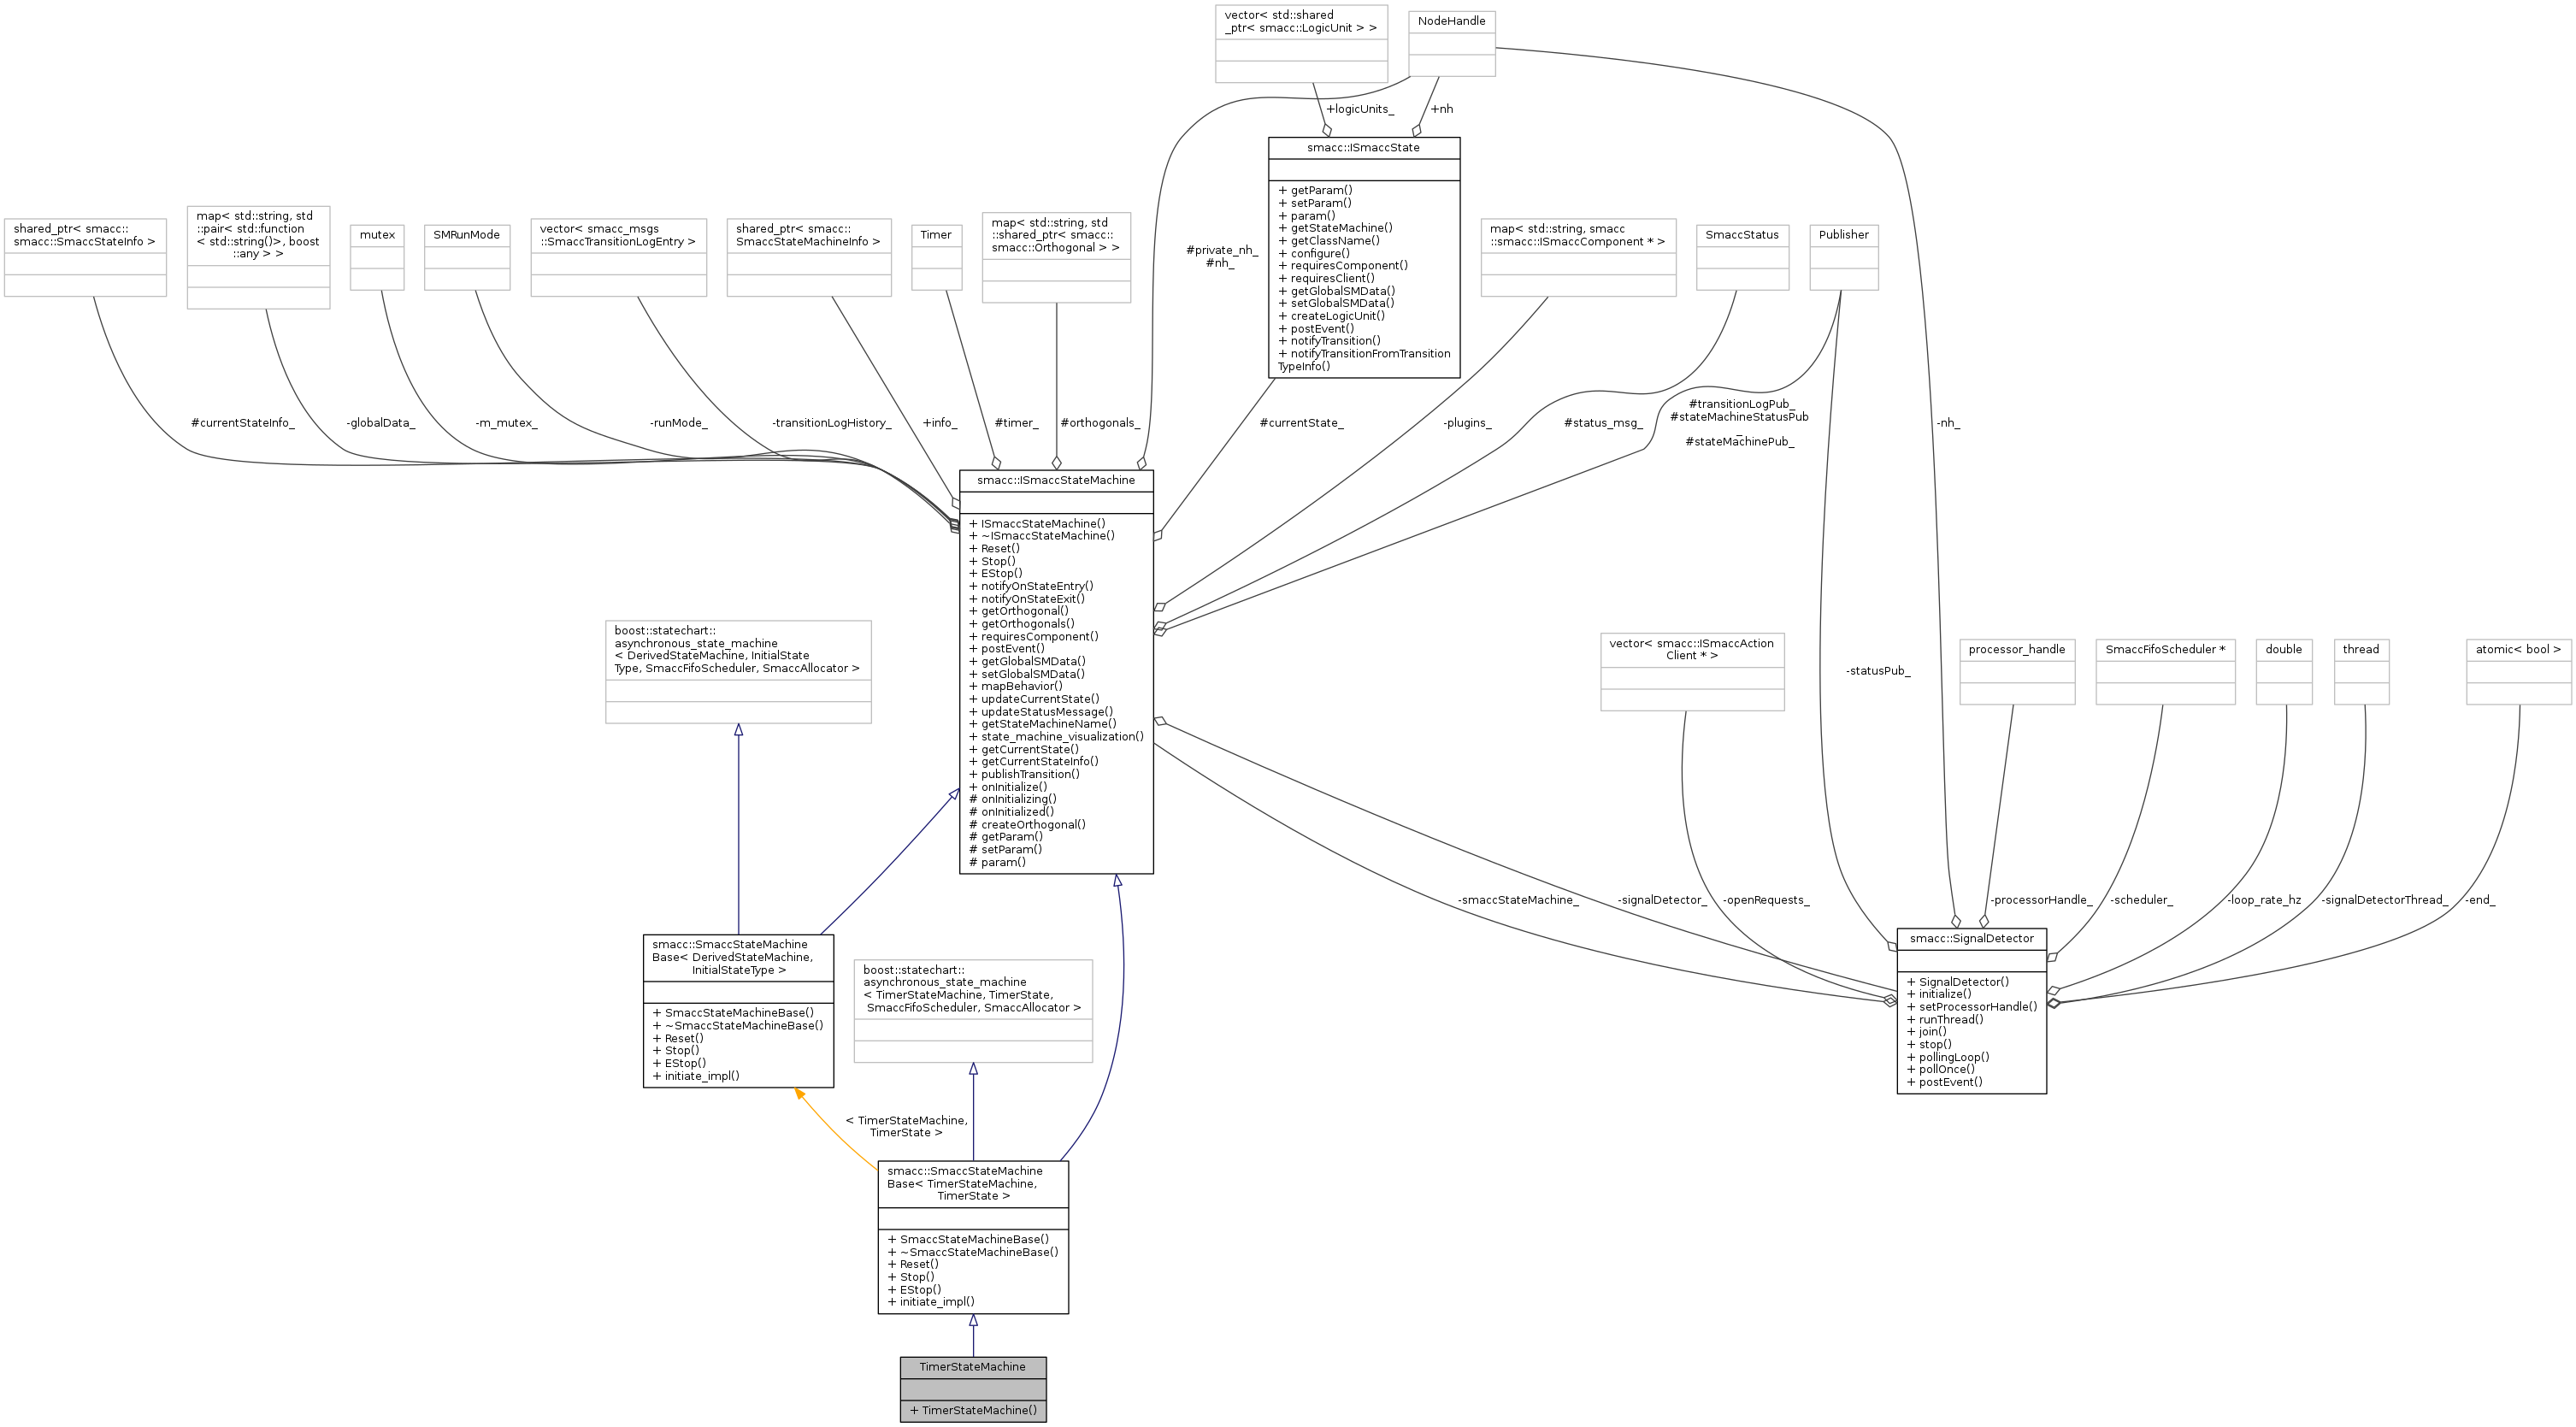 vector< std::shared
_ptr< smacc::LogicUnit > >
NodeHandle
+logicUnits_
+nh
smacc::ISmaccState
+ getParam()
+ setParam()
+ param()
+ getStateMachine()
+ getClassName()
+ configure()
+ requiresComponent()
+ requiresClient()
+ getGlobalSMData()
+ setGlobalSMData()
+ createLogicUnit()
+ postEvent()
+ notifyTransition()
+ notifyTransitionFromTransition
TypeInfo()
shared_ptr< smacc::
smacc::SmaccStateInfo >
map< std::string, std
::pair< std::function
< std::string()>, boost
::any > >
mutex
SMRunMode
vector< smacc_msgs
::SmaccTransitionLogEntry >
shared_ptr< smacc::
SmaccStateMachineInfo >
Timer
map< std::string, std
::shared_ptr< smacc::
smacc::Orthogonal > >
#private_nh_
#nh_
map< std::string, smacc
::smacc::ISmaccComponent * >
SmaccStatus
Publisher
#currentStateInfo_
-globalData_
-m_mutex_
-runMode_
-transitionLogHistory_
+info_
#timer_
#orthogonals_
#currentState_
-plugins_
#status_msg_
#transitionLogPub_
#stateMachineStatusPub
_
#stateMachinePub_
-nh_
smacc::ISmaccStateMachine
+ ISmaccStateMachine()
+ ~ISmaccStateMachine()
+ Reset()
+ Stop()
+ EStop()
+ notifyOnStateEntry()
+ notifyOnStateExit()
+ getOrthogonal()
+ getOrthogonals()
+ requiresComponent()
+ postEvent()
+ getGlobalSMData()
+ setGlobalSMData()
+ mapBehavior()
+ updateCurrentState()
+ updateStatusMessage()
+ getStateMachineName()
+ state_machine_visualization()
+ getCurrentState()
+ getCurrentStateInfo()
+ publishTransition()
+ onInitialize()
# onInitializing()
# onInitialized()
# createOrthogonal()
# getParam()
# setParam()
# param()
boost::statechart::
asynchronous_state_machine
< DerivedStateMachine, InitialState
Type, SmaccFifoScheduler, SmaccAllocator >
vector< smacc::ISmaccAction
Client * >
-statusPub_
processor_handle
SmaccFifoScheduler *
double
thread
atomic< bool >
-smaccStateMachine_
-signalDetector_
-openRequests_
-processorHandle_
-scheduler_
-loop_rate_hz
-signalDetectorThread_
-end_
smacc::SmaccStateMachine
Base< DerivedStateMachine,
InitialStateType >
+ SmaccStateMachineBase()
+ ~SmaccStateMachineBase()
+ Reset()
+ Stop()
+ EStop()
+ initiate_impl()
boost::statechart::
asynchronous_state_machine
< TimerStateMachine, TimerState,
SmaccFifoScheduler, SmaccAllocator >
smacc::SignalDetector
+ SignalDetector()
+ initialize()
+ setProcessorHandle()
+ runThread()
+ join()
+ stop()
+ pollingLoop()
+ pollOnce()
+ postEvent()
< TimerStateMachine,
TimerState >
smacc::SmaccStateMachine
Base< TimerStateMachine,
TimerState >
+ SmaccStateMachineBase()
+ ~SmaccStateMachineBase()
+ Reset()
+ Stop()
+ EStop()
+ initiate_impl()
TimerStateMachine
+ TimerStateMachine()